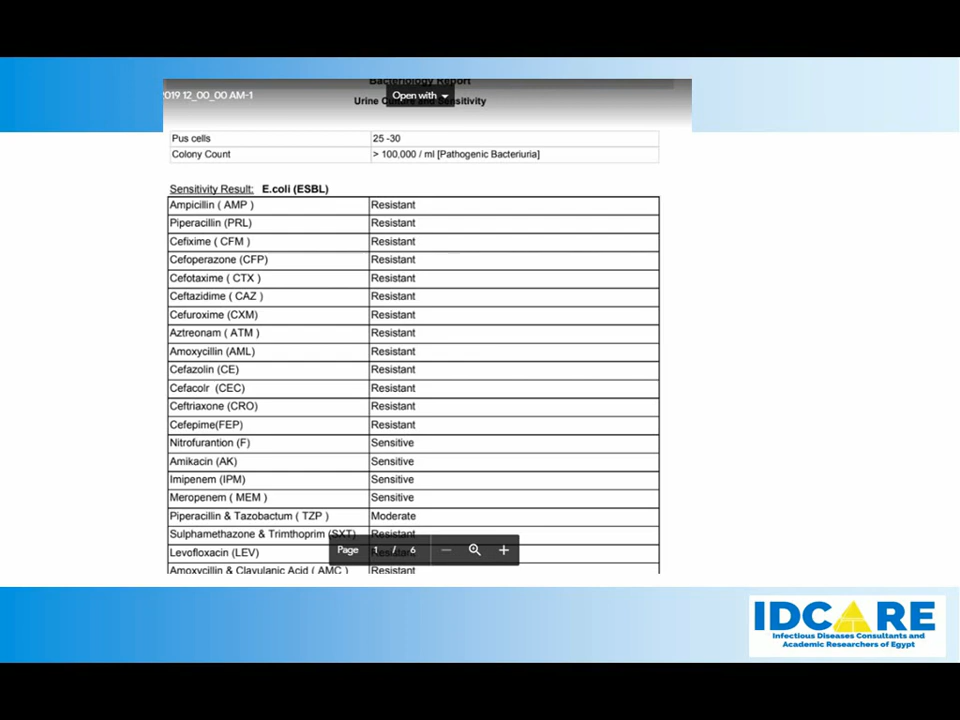 Bacteriology Report
2019 12_00_00 AM-1
Open with
Urine Culture and Sensitivity
Pus cells 25 -30
Colony Count > 100,000 / ml [Pathogenic Bacteriuria]
Sensitivity Result: E.coli (ESBL)
Ampicillin ( AMP ) Resistant
Piperacillin (PRL) Resistant
Cefixime ( CFM ) Resistant
Cefoperazone (CFP) Resistant
Cefotaxime ( CTX ) Resistant
Ceftazidime ( CAZ ) Resistant
Cefuroxime (CXM) Resistant
Aztreonam ( ATM ) Resistant
Amoxycillin (AML) Resistant
Cefazolin (CE) Resistant
Cefacolr (CEC) Resistant
Ceftriaxone (CRO) Resistant
Cefepime(FEP) Resistant
Nitrofurantion (F) Sensitive
Amikacin (AK) Sensitive
Imipenem (IPM) Sensitive
Meropenem ( MEM ) Sensitive
Piperacillin & Tazobactum ( TZP ) Moderate
Sulphamethazone & Trimthoprim (SXT) Resistant
Levofloxacin (LEV) Resistant
Page 1 / 6
Amoxycillin & Clavulanic Acid ( AMC ) Resistant
IDCARE
Infectious Diseases Consultants and
Academic Researchers of Egypt